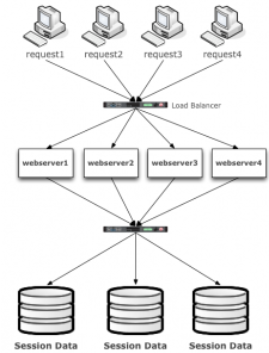 request1 request2 request3 request4
Load Balancer
webserver1 webserver2 webserver3 webserver4
Session Data Session Data Session Data